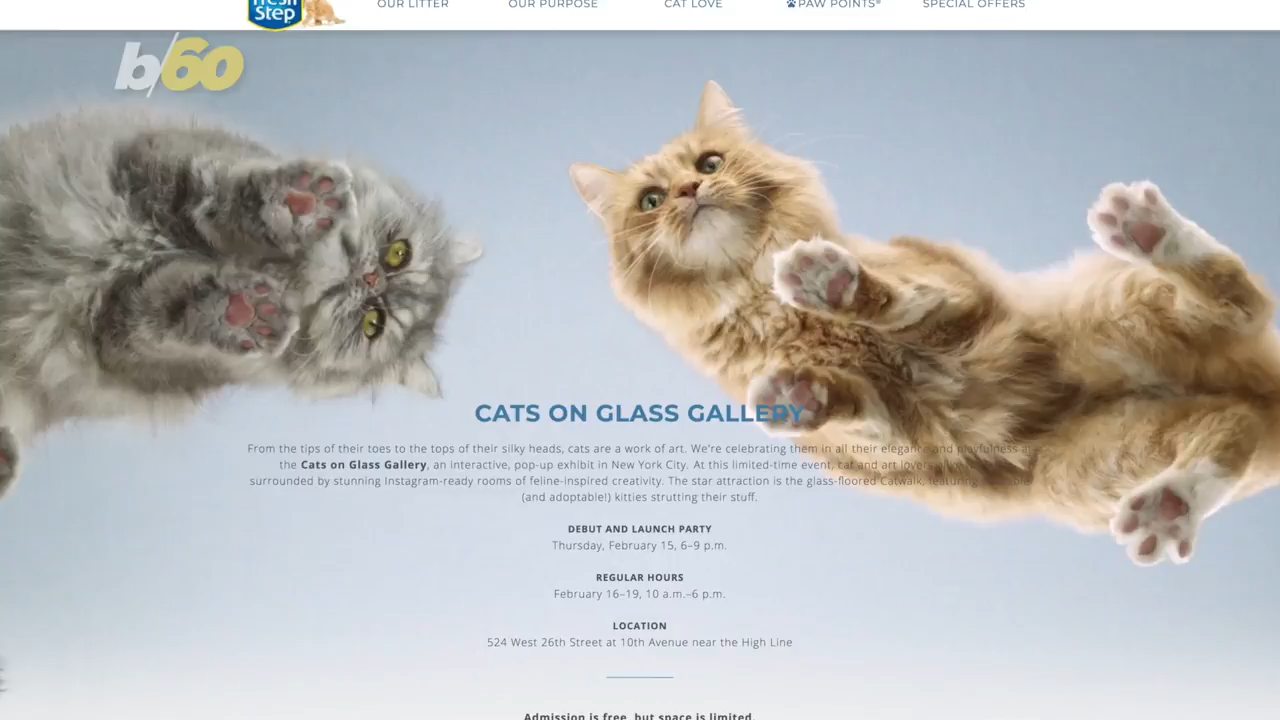 Fresh
Step
OUR LITTER
OUR PURPOSE
CAT LOVE
PAW POINTS®
SPECIAL OFFERS
b/60
CATS ON GLASS GALLERY
From the tips of their toes to the tops of their silky heads, cats are a work of art. We're celebrating them in all their elegance and playfulness at
the Cats on Glass Gallery, an interactive, pop-up exhibit in New York City. At this limited-time event, cat and art lovers
surrounded by stunning Instagram-ready rooms of feline-inspired creativity. The star attraction is the glass-floored Catwalk, featuring
(and adoptable!) kitties strutting their stuff.
DEBUT AND LAUNCH PARTY
Thursday, February 15, 6–9 p.m.
REGULAR HOURS
February 16–19, 10 a.m.–6 p.m.
LOCATION
524 West 26th Street at 10th Avenue near the High Line
Admission is free, but space is limited.